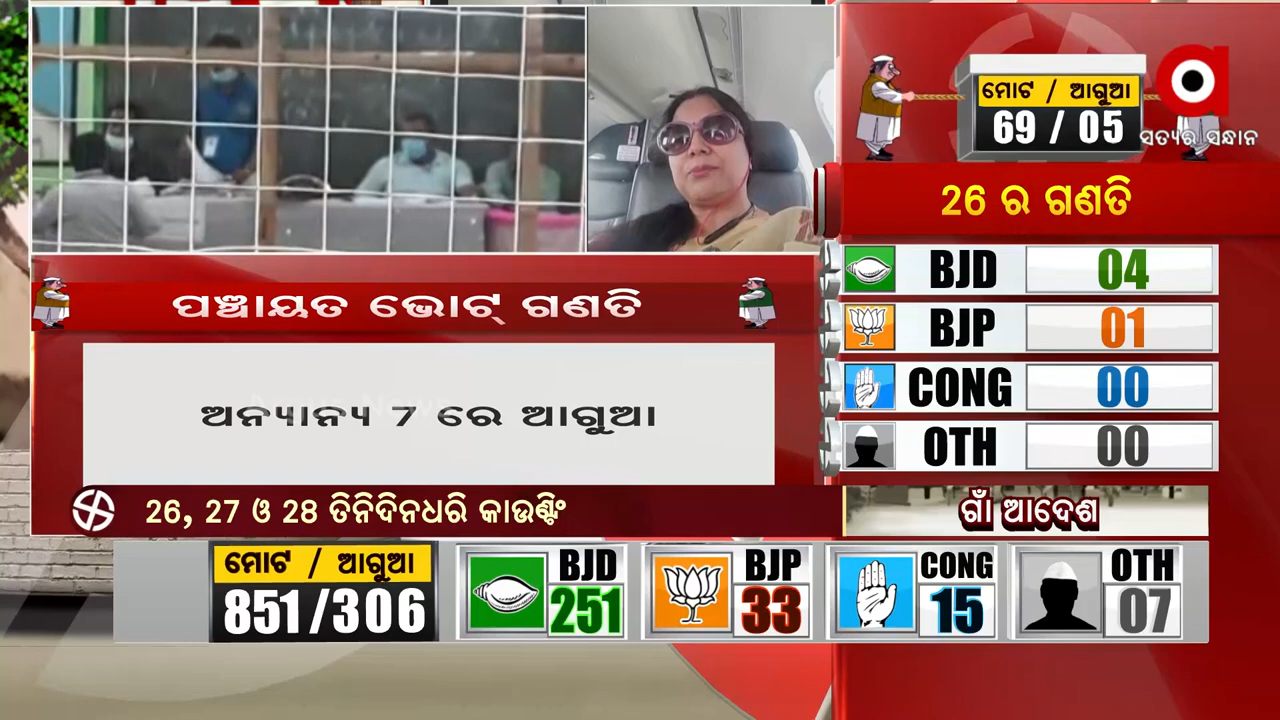 ମୋଟ / ଆଗୁଆ
69 / 05
ସତ୍ୟର ସନ୍ଧାନ
26 ର ଗଣତି
BJD 04
BJP 01
CONG 00
OTH 00
ପଞ୍ଚାୟତ ଭୋଟ୍ ଗଣତି
ଅନ୍ୟାନ୍ୟ 7 ରେ ଆଗୁଆ
26, 27 ଓ 28 ତିନିଦିନଧରି କାଉଣ୍ଟିଂ
ଗାଁ ଆଦେଶ
ମୋଟ / ଆଗୁଆ
851/306
BJD 251
BJP 33
CONG 15
OTH 07